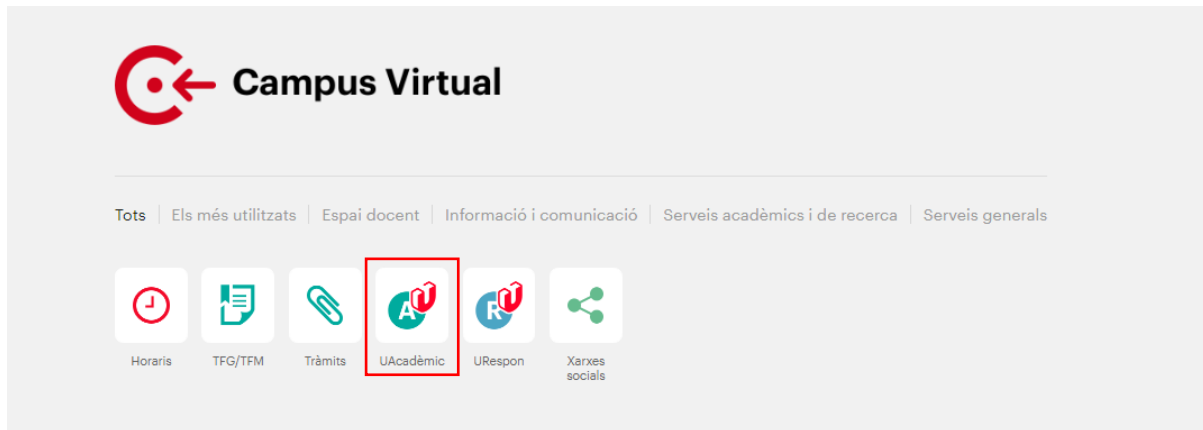 Campus Virtual
Tots Els més utilitzats Espai docent Informació i comunicació Serveis acadèmics i de recerca Serveis generals
A R
Horaris TFG/TFM Tràmits UAcadèmic URespon Xarxes
socials